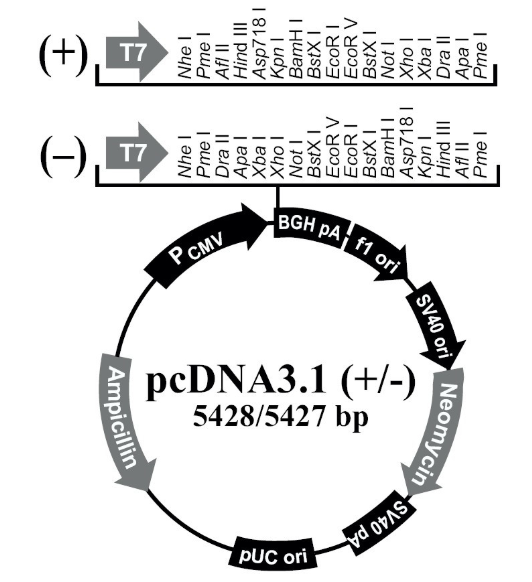 (+) T7 Nhe I Pme I Afl II Hind III Asp718 I Kpn I BamH I BstX I EcoR I EcoR V BstX I Not I Xho I Xba I Dra II Apa I Pme I
(–) T7 Nhe I Pme I Dra II Apa I Xba I Xho I Not I BstX I EcoR V EcoR I BstX I BamH I Asp718 I Kpn I Hind III Afl II Pme I
P CMV
BGH pA
f1 ori
SV40 ori
Ampicillin
pcDNA3.1 (+/-)
5428/5427 bp
Neomycin
SV40 pA
pUC ori